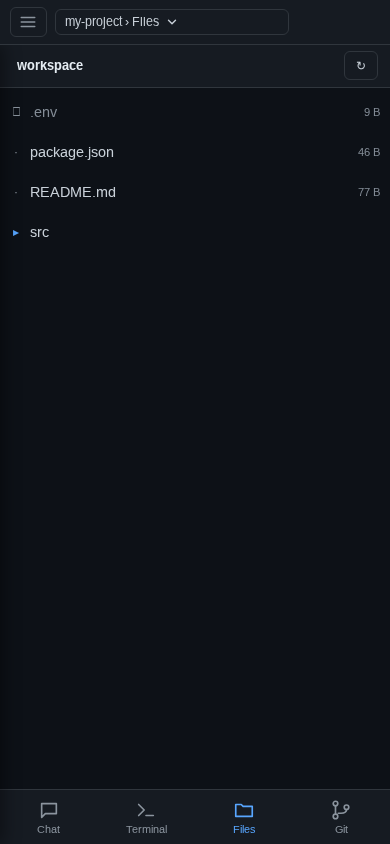 my-project › FIles
workspace
↻
.env 9 B
package.json 46 B
README.md 77 B
src
Chat Terminal Files Git